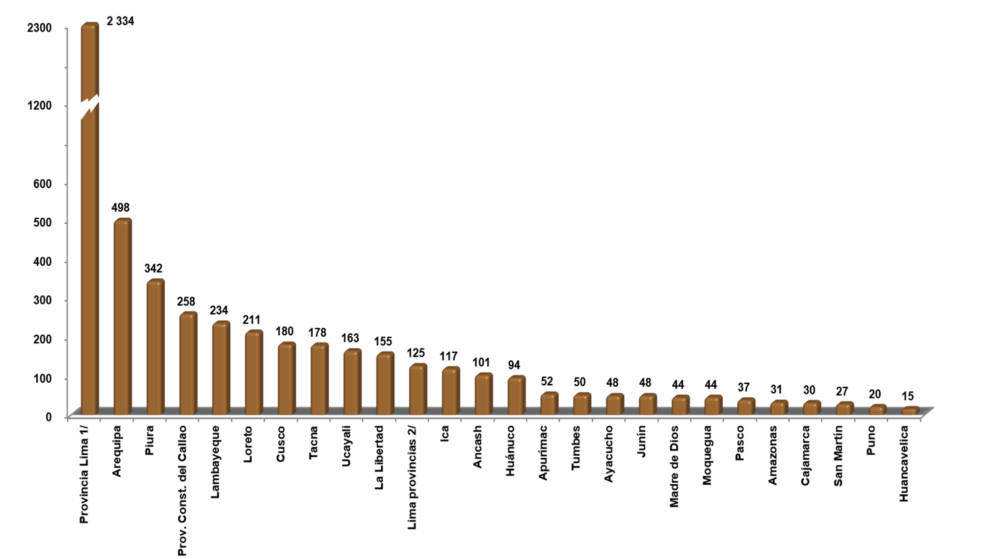 2 334
2300
1200
600
500
400
300
200
100
0
498
342
258
234
211
180
178
163
155
125
117
101
94
52
50
48
48
44
44
37
31
30
27
20
15
Provincia Lima 1/
Arequipa
Piura
Prov. Const. del Callao
Lambayeque
Loreto
Cusco
Tacna
Ucayali
La Libertad
Lima provincias 2/
Ica
Ancash
Huánuco
Apurímac
Tumbes
Ayacucho
Junín
Madre de Dios
Moquegua
Pasco
Amazonas
Cajamarca
San Martín
Puno
Huancavelica